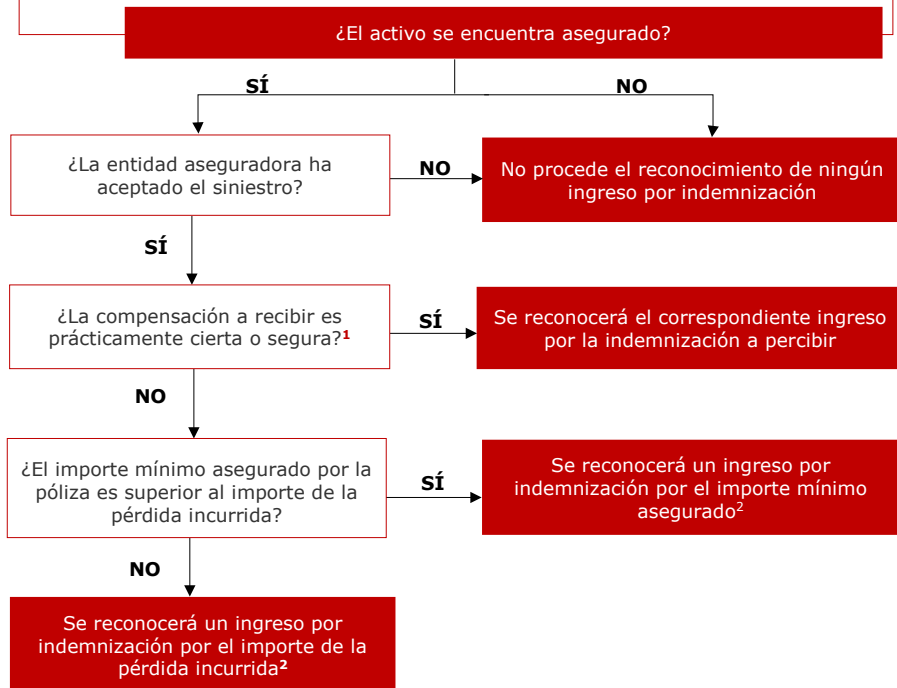 ¿El activo se encuentra asegurado?
SÍ
NO
¿La entidad aseguradora ha
aceptado el siniestro?
NO
No procede el reconocimiento de ningún
ingreso por indemnización
SÍ
¿La compensación a recibir es
prácticamente cierta o segura?1
SÍ
Se reconocerá el correspondiente ingreso
por la indemnización a percibir
NO
¿El importe mínimo asegurado por la
póliza es superior al importe de la
pérdida incurrida?
SÍ
Se reconocerá un ingreso por
indemnización por el importe mínimo
asegurado2
NO
Se reconocerá un ingreso por
indemnización por el importe de la
pérdida incurrida2